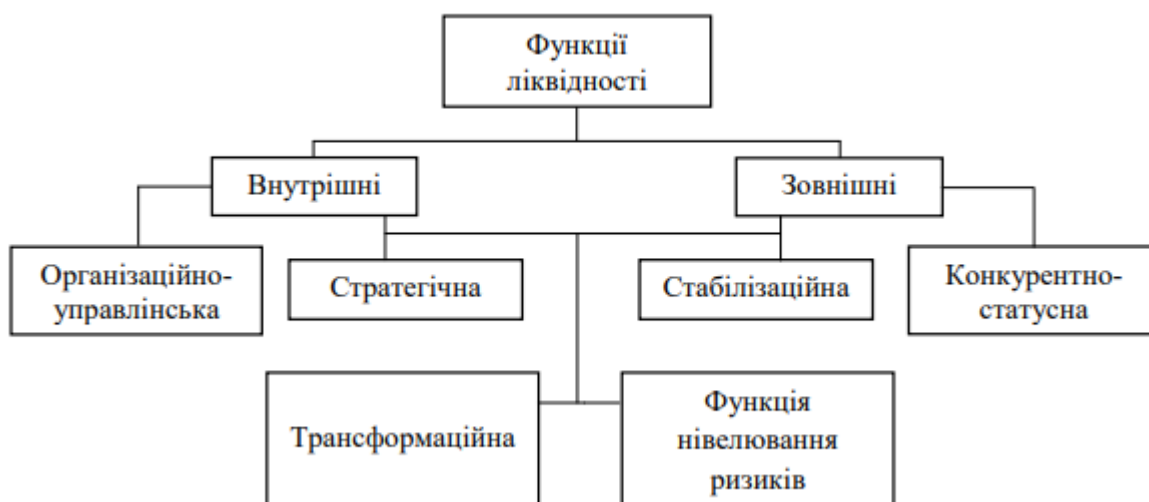 Функції
ліквідності
Внутрішні
Зовнішні
Організаційно-
управлінська
Стратегічна
Стабілізаційна
Конкурентно-
статусна
Трансформаційна
Функція
нівелювання
ризиків